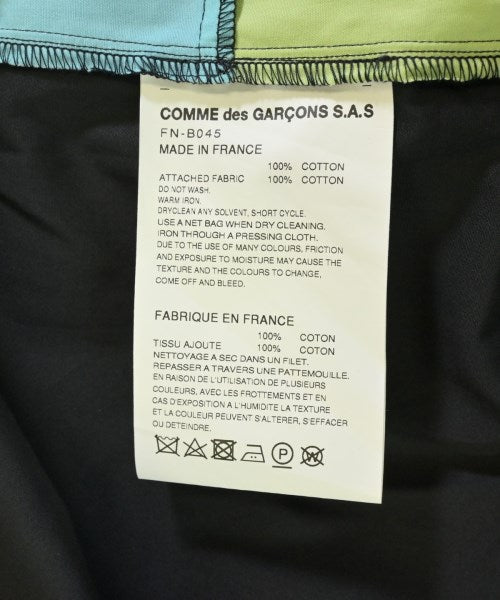 COMME des GARÇONS S.A.S
FN-B045
MADE IN FRANCE
100% COTTON
ATTACHED FABRIC 100% COTTON
DO NOT WASH.
WARM IRON.
DRYCLEAN ANY SOLVENT, SHORT CYCLE.
USE A NET BAG WHEN DRY CLEANING.
IRON THROUGH A PRESSING CLOTH.
DUE TO THE USE OF MANY COLOURS, FRICTION
AND EXPOSURE TO MOISTURE MAY CAUSE THE
TEXTURE AND THE COLOURS TO CHANGE,
COME OFF AND BLEED.
FABRIQUE EN FRANCE
100% COTON
TISSU AJOUTE 100% COTON
NETTOYAGE A SEC DANS UN FILET.
REPASSER A TRAVERS UNE PATTEMOUILLE.
EN RAISON DE L'UTILISATION DE PLUSIEURS
COULEURS, AVEC LES FROTTEMENTS ET EN
CAS D'EXPOSITION A L'HUMIDITE LA TEXTURE
ET LA COULEUR PEUVENT S'ALTERER, S'EFFACER
OU DETEINDRE.
P W